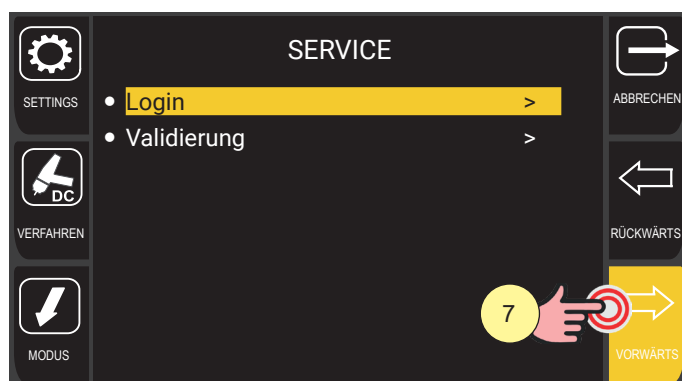 SERVICE
SETTINGS
• Login >
ABBRECHEN
• Validierung >
DC
VERFAHREN
RÜCKWÄRTS
7
MODUS
VORWÄRTS